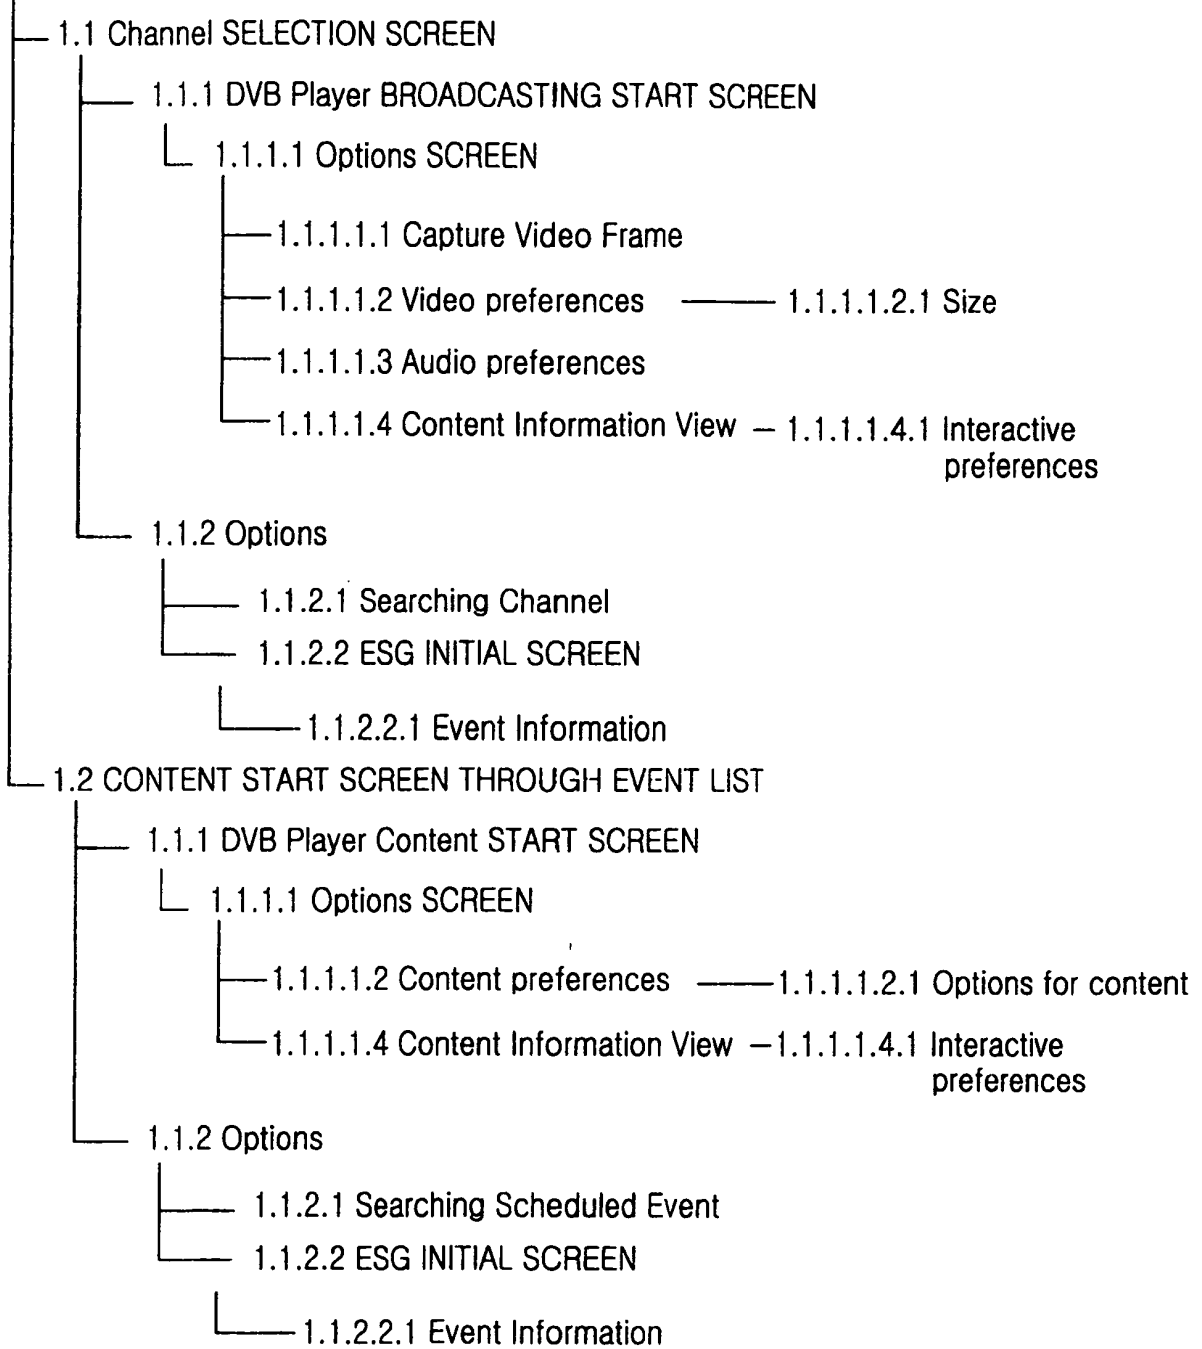 1.1 Channel SELECTION SCREEN
1.1.1 DVB Player BROADCASTING START SCREEN
1.1.1.1 Options SCREEN
1.1.1.1.1 Capture Video Frame
1.1.1.1.2 Video preferences 1.1.1.1.2.1 Size
1.1.1.1.3 Audio preferences
1.1.1.1.4 Content Information View 1.1.1.1.4.1 Interactive
preferences
1.1.2 Options
1.1.2.1 Searching Channel
1.1.2.2 ESG INITIAL SCREEN
1.1.2.2.1 Event Information
1.2 CONTENT START SCREEN THROUGH EVENT LIST
1.1.1 DVB Player Content START SCREEN
1.1.1.1 Options SCREEN
1.1.1.1.2 Content preferences 1.1.1.1.2.1 Options for content
1.1.1.1.4 Content Information View 1.1.1.1.4.1 Interactive
preferences
1.1.2 Options
1.1.2.1 Searching Scheduled Event
1.1.2.2 ESG INITIAL SCREEN
1.1.2.2.1 Event Information